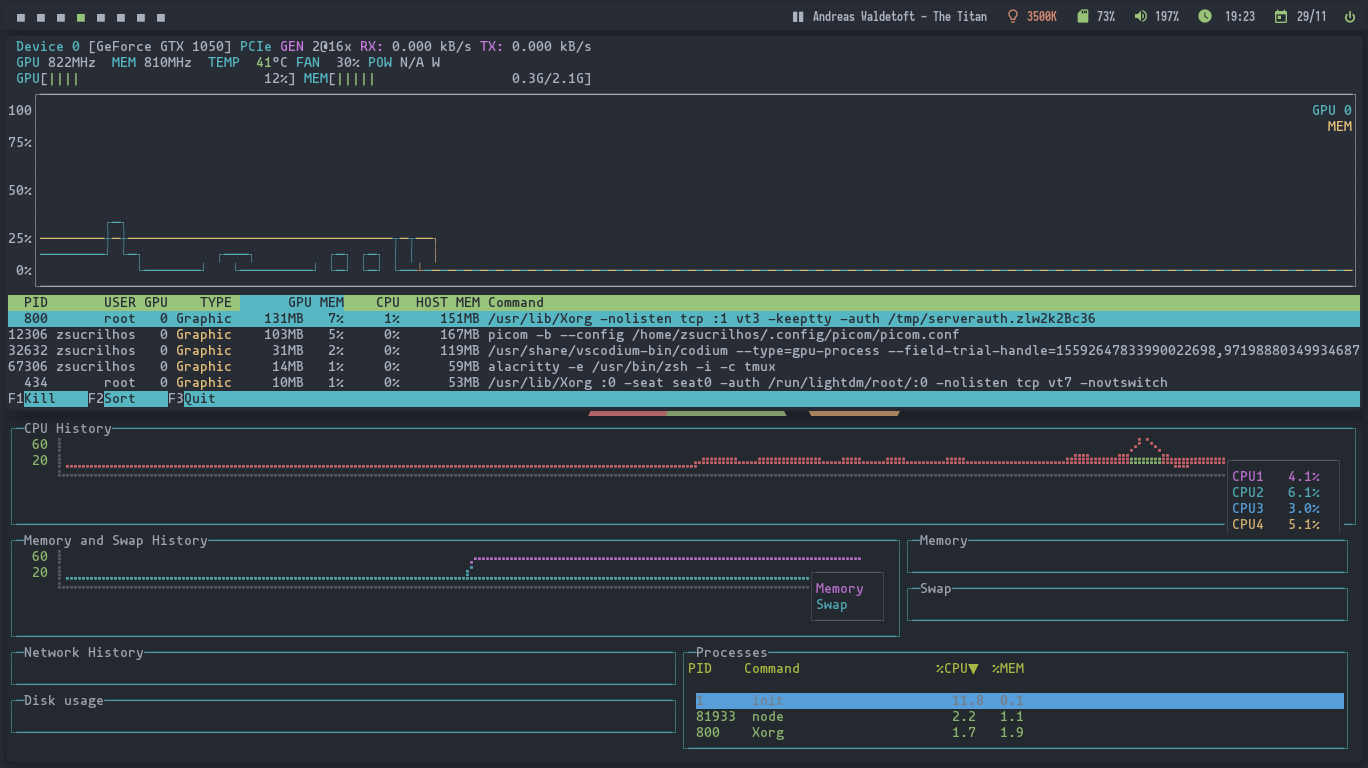 Andreas Waldetoft - The Titan 3500K 73% 197% 19:23 29/11
Device 0 [GeForce GTX 1050] PCIe GEN 2@16x RX: 0.000 kB/s TX: 0.000 kB/s
GPU 822MHz MEM 810MHz TEMP 41°C FAN 30% POW N/A W
GPU[|||| 12%] MEM[||||| 0.3G/2.1G]
100
GPU 0
MEM
75%
50%
25%
0%
PID USER GPU TYPE GPU MEM CPU HOST MEM Command
800 root 0 Graphic 131MB 7% 1% 151MB /usr/lib/Xorg -nolisten tcp :1 vt3 -keeptty -auth /tmp/serverauth.zlw2k2Bc36
12306 zsucrilhos 0 Graphic 103MB 5% 0% 167MB picom -b --config /home/zsucrilhos/.config/picom/picom.conf
32632 zsucrilhos 0 Graphic 31MB 2% 0% 119MB /usr/share/vscodium-bin/codium --type=gpu-process --field-trial-handle=15592647833990022698,97198880349934687
67306 zsucrilhos 0 Graphic 14MB 1% 0% 59MB alacritty -e /usr/bin/zsh -i -c tmux
434 root 0 Graphic 10MB 1% 0% 53MB /usr/lib/Xorg :0 -seat seat0 -auth /run/lightdm/root/:0 -nolisten tcp vt7 -novtswitch
F1Kill F2Sort F3Quit
CPU History
60
20
CPU1 4.1%
CPU2 6.1%
CPU3 3.0%
CPU4 5.1%
Memory and Swap History
60
20
Memory
Swap
Memory
Swap
Network History
Disk usage
Processes
PID Command %CPU▼ %MEM
1 init 11.8 0.1
81933 node 2.2 1.1
800 Xorg 1.7 1.9